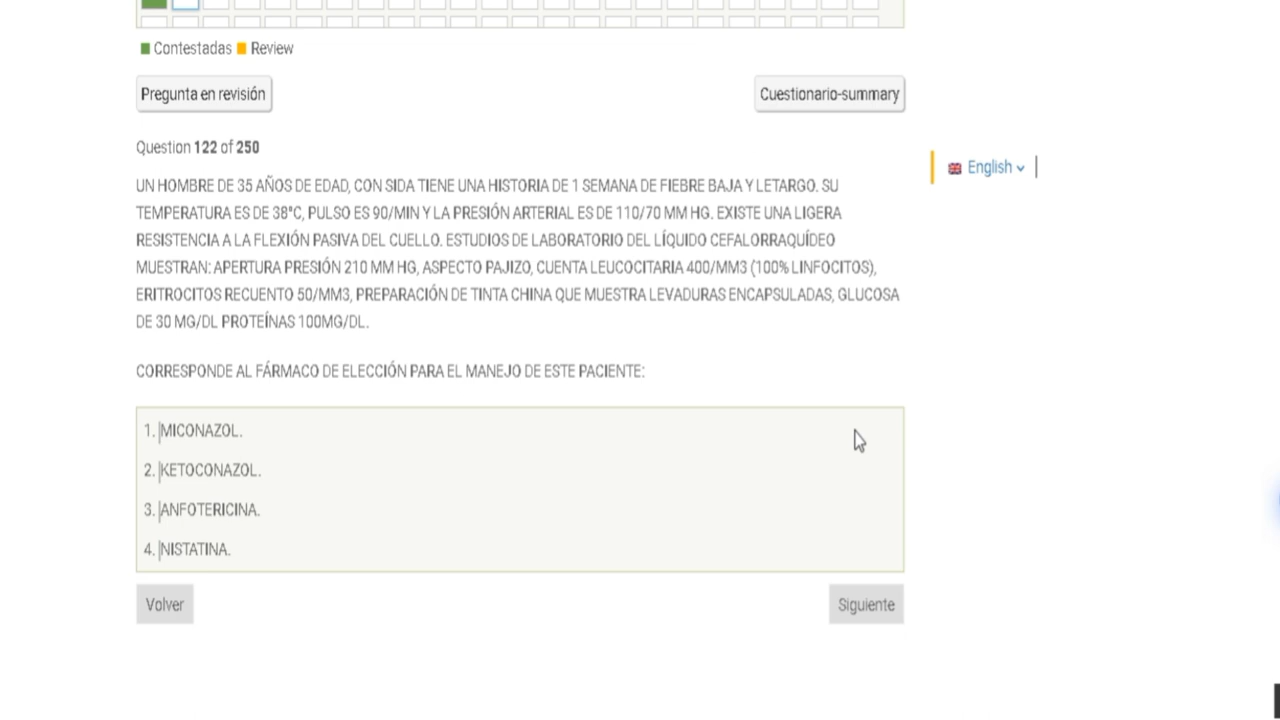 Contestadas Review
Pregunta en revisión Cuestionario-summary
Question 122 of 250
English
UN HOMBRE DE 35 AÑOS DE EDAD, CON SIDA TIENE UNA HISTORIA DE 1 SEMANA DE FIEBRE BAJA Y LETARGO. SU
TEMPERATURA ES DE 38°C, PULSO ES 90/MIN Y LA PRESIÓN ARTERIAL ES DE 110/70 MM HG. EXISTE UNA LIGERA
RESISTENCIA A LA FLEXIÓN PASIVA DEL CUELLO. ESTUDIOS DE LABORATORIO DEL LÍQUIDO CEFALORRAQUÍDEO
MUESTRAN: APERTURA PRESIÓN 210 MM HG, ASPECTO PAJIZO, CUENTA LEUCOCITARIA 400/MM3 (100% LINFOCITOS),
ERITROCITOS RECUENTO 50/MM3, PREPARACIÓN DE TINTA CHINA QUE MUESTRA LEVADURAS ENCAPSULADAS, GLUCOSA
DE 30 MG/DL PROTEÍNAS 100MG/DL.
CORRESPONDE AL FÁRMACO DE ELECCIÓN PARA EL MANEJO DE ESTE PACIENTE:
1. MICONAZOL.
2. KETOCONAZOL.
3. ANFOTERICINA.
4. NISTATINA.
Volver Siguiente